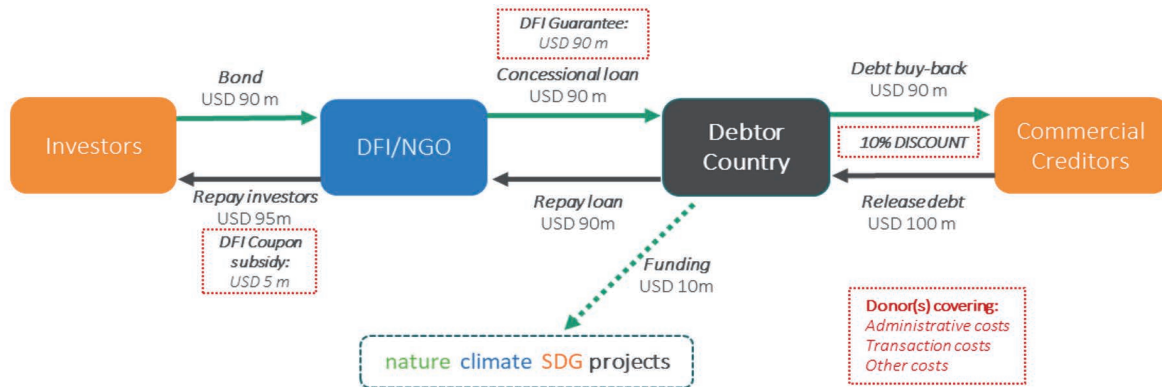 DFI Guarantee:
USD 90 m
Bond
USD 90 m
Concessional loan
USD 90 m
Debt buy-back
USD 90 m
Investors
DFI/NGO
Debtor
Country
10% DISCOUNT
Commercial
Creditors
Repay investors
USD 95m
DFI Coupon
subsidy:
USD 5 m
Repay loan
USD 90m
Release debt
USD 100 m
Funding
USD 10m
Donor(s) covering:
Administrative costs
Transaction costs
Other costs
nature climate SDG projects